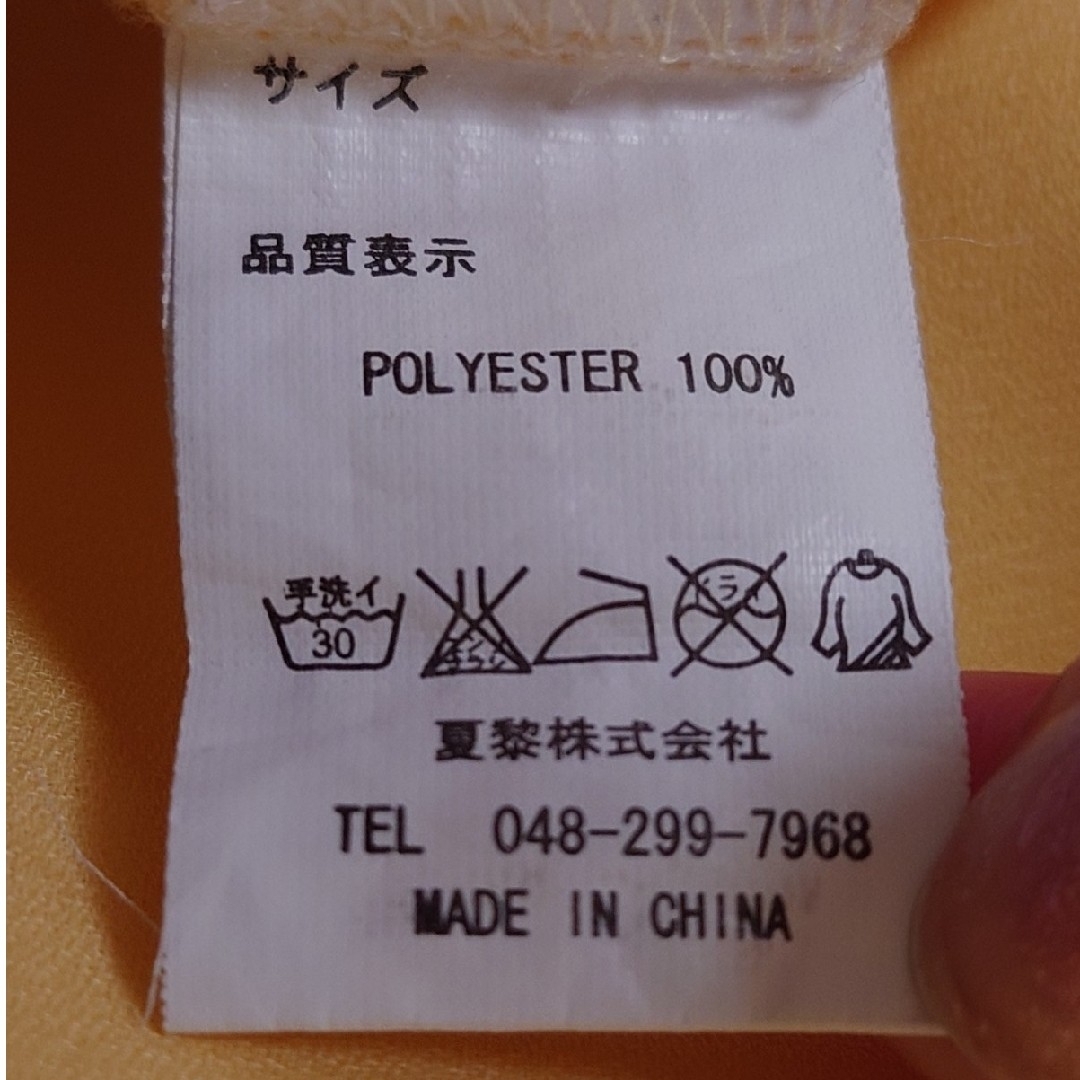 サイズ
品質表示
POLYESTER 100%
手洗イ
30
夏黎株式会社
TEL 048-299-7968
MADE IN CHINA